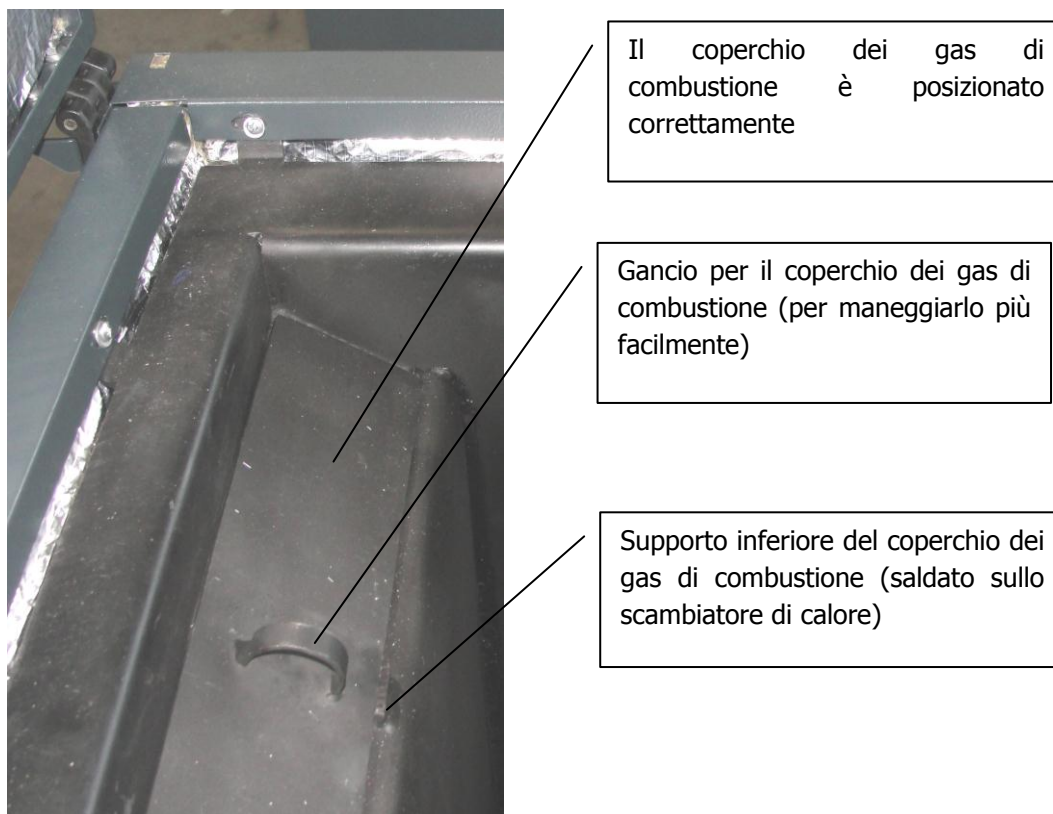 Il coperchio dei gas di
combustione è posizionato
correttamente
Gancio per il coperchio dei gas di
combustione (per maneggiarlo più
facilmente)
Supporto inferiore del coperchio dei
gas di combustione (saldato sullo
scambiatore di calore)